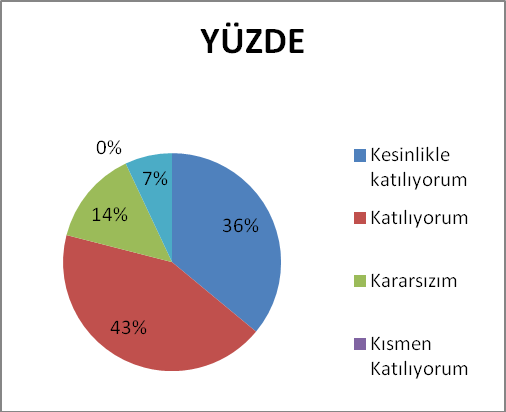 YÜZDE
0%
7%
14%
36%
43%
Kesinlikle
katılıyorum
Katılıyorum
Kararsızım
Kısmen
Katılıyorum